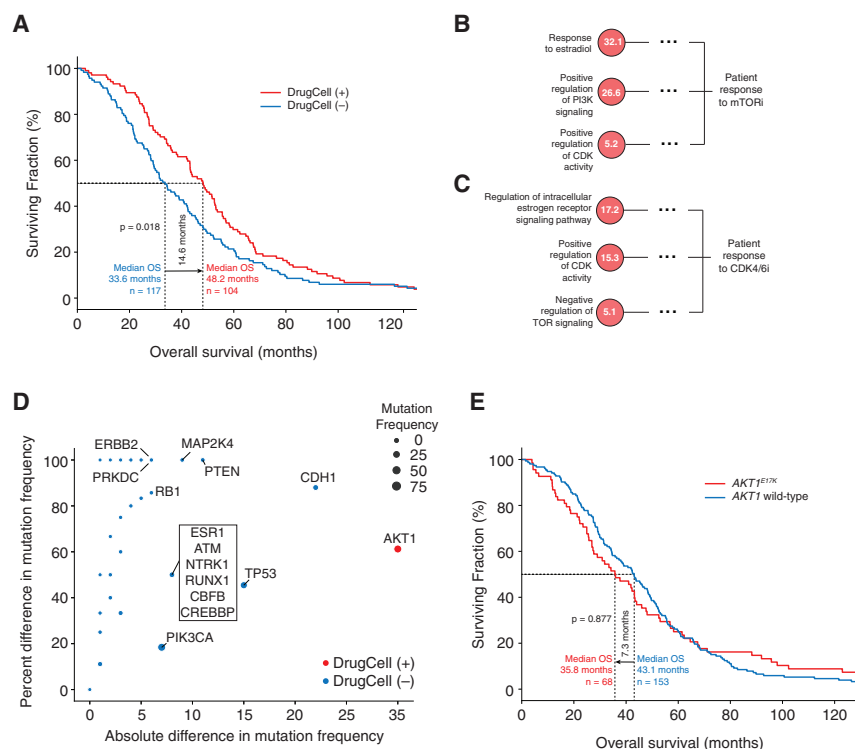 A
Surviving Fraction (%)
100
80
60
40
20
0
DrugCell (+)
DrugCell (–)
p = 0.018
14.6 months
Median OS
33.6 months
n = 117
Median OS
48.2 months
n = 104
0 20 40 60 80 100 120
Overall survival (months)
B
Response
to estradiol
32.1
...
Positive
regulation
of PI3K
signaling
26.6
...
Positive
regulation
of CDK
activity
5.2
...
Patient
response
to mTORi
C
Regulation of intracellular
estrogen receptor
signaling pathway
17.2
...
Positive
regulation
of CDK
activity
15.3
...
Negative
regulation of
TOR signaling
5.1
...
Patient
response
to CDK4/6i
D
Percent difference in mutation frequency
100
80
60
40
20
0
ERBB2
PRKDC
MAP2K4
PTEN
RB1
CDH1
AKT1
ESR1
ATM
NTRK1
RUNX1
CBFB
CREBBP
TP53
PIK3CA
Mutation
Frequency
0
25
50
75
DrugCell (+)
DrugCell (–)
0 5 10 15 20 25 30 35
Absolute difference in mutation frequency
E
Surviving Fraction (%)
100
80
60
40
20
0
AKT1E17K
AKT1 wild-type
p = 0.877
7.3 months
Median OS
35.8 months
n = 68
Median OS
43.1 months
n = 153
0 20 40 60 80 100 120
Overall survival (months)